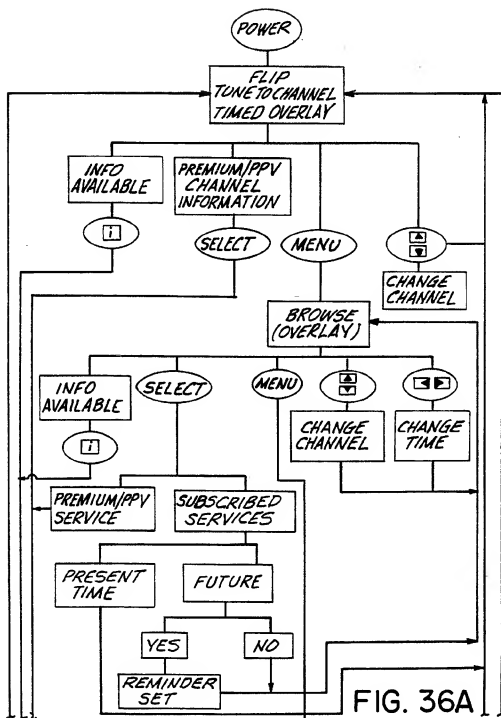 POWER
FLIP
TUNE TO CHANNEL
TIMED OVERLAY
INFO
AVAILABLE
i
PREMIUM/PPV
CHANNEL
INFORMATION
SELECT
MENU
CHANGE
CHANNEL
BROWSE
(OVERLAY)
INFO
AVAILABLE
i
SELECT
MENU
CHANGE
CHANNEL
CHANGE
TIME
PREMIUM/PPV
SERVICE
SUBSCRIBED
SERVICES
PRESENT
TIME
FUTURE
YES
NO
REMINDER
SET
FIG. 36A